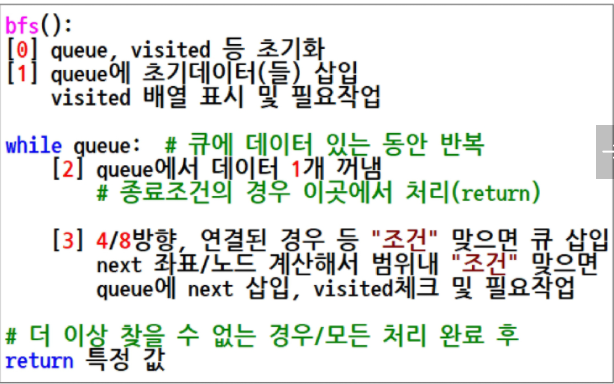 bfs():
[0] queue, visited 등 초기화
[1] queue에 초기데이터(들) 삽입
visited 배열 표시 및 필요작업
while queue: # 큐에 데이터 있는 동안 반복
[2] queue에서 데이터 1개 꺼냄
# 종료조건의 경우 이곳에서 처리(return)
[3] 4/8방향, 연결된 경우 등 "조건" 맞으면 큐 삽입
next 좌표/노드 계산해서 범위내 "조건" 맞으면
queue에 next 삽입, visited체크 및 필요작업
# 더 이상 찾을 수 없는 경우/모든 처리 완료 후
return 특정 값